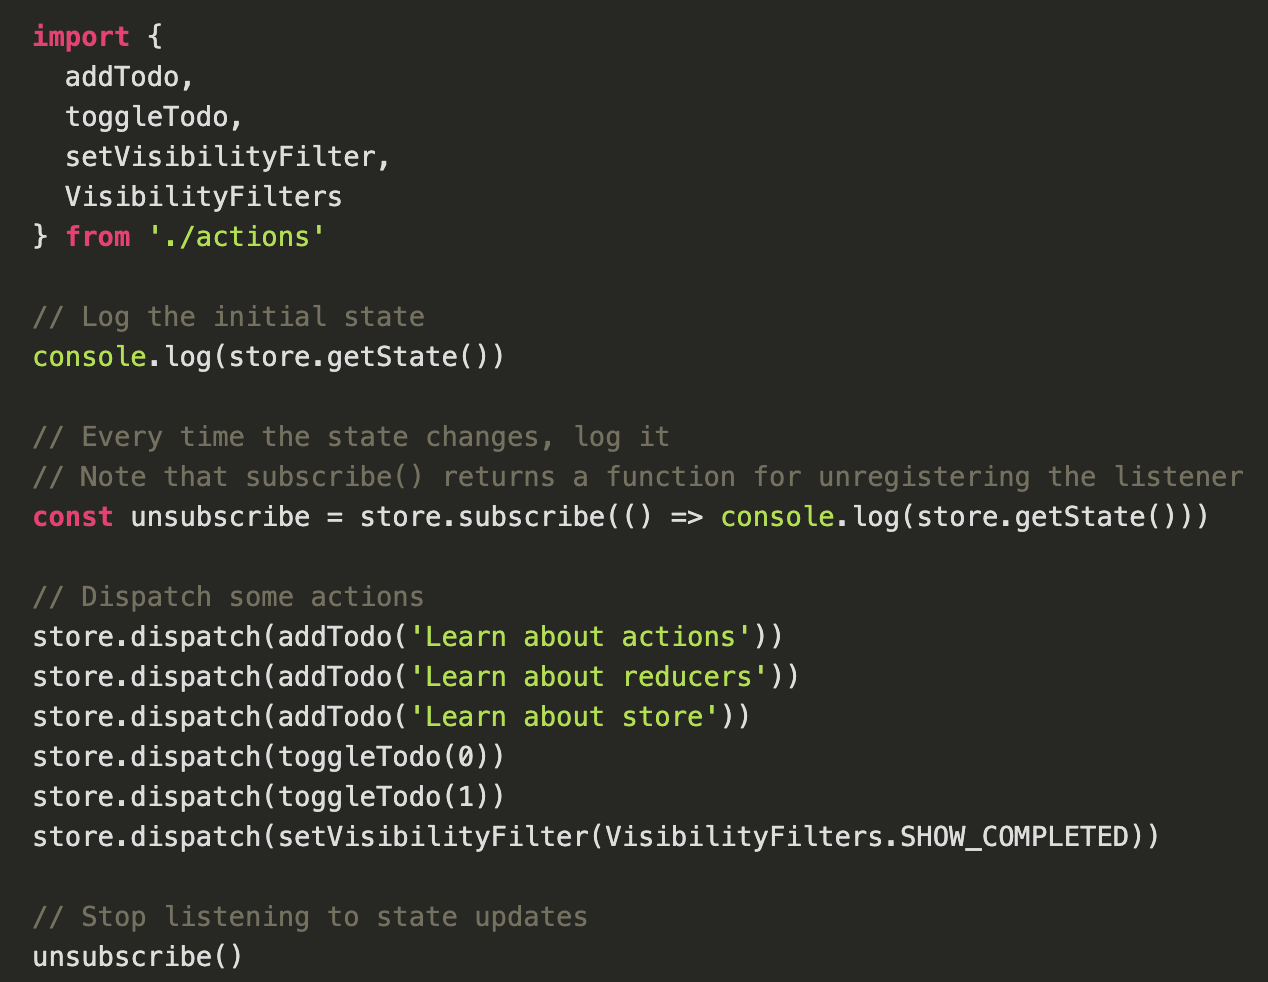 import {
  addTodo,
  toggleTodo,
  setVisibilityFilter,
  VisibilityFilters
} from './actions'

// Log the initial state
console.log(store.getState())

// Every time the state changes, log it
// Note that subscribe() returns a function for unregistering the listener
const unsubscribe = store.subscribe(() => console.log(store.getState()))

// Dispatch some actions
store.dispatch(addTodo('Learn about actions'))
store.dispatch(addTodo('Learn about reducers'))
store.dispatch(addTodo('Learn about store'))
store.dispatch(toggleTodo(0))
store.dispatch(toggleTodo(1))
store.dispatch(setVisibilityFilter(VisibilityFilters.SHOW_COMPLETED))

// Stop listening to state updates
unsubscribe()